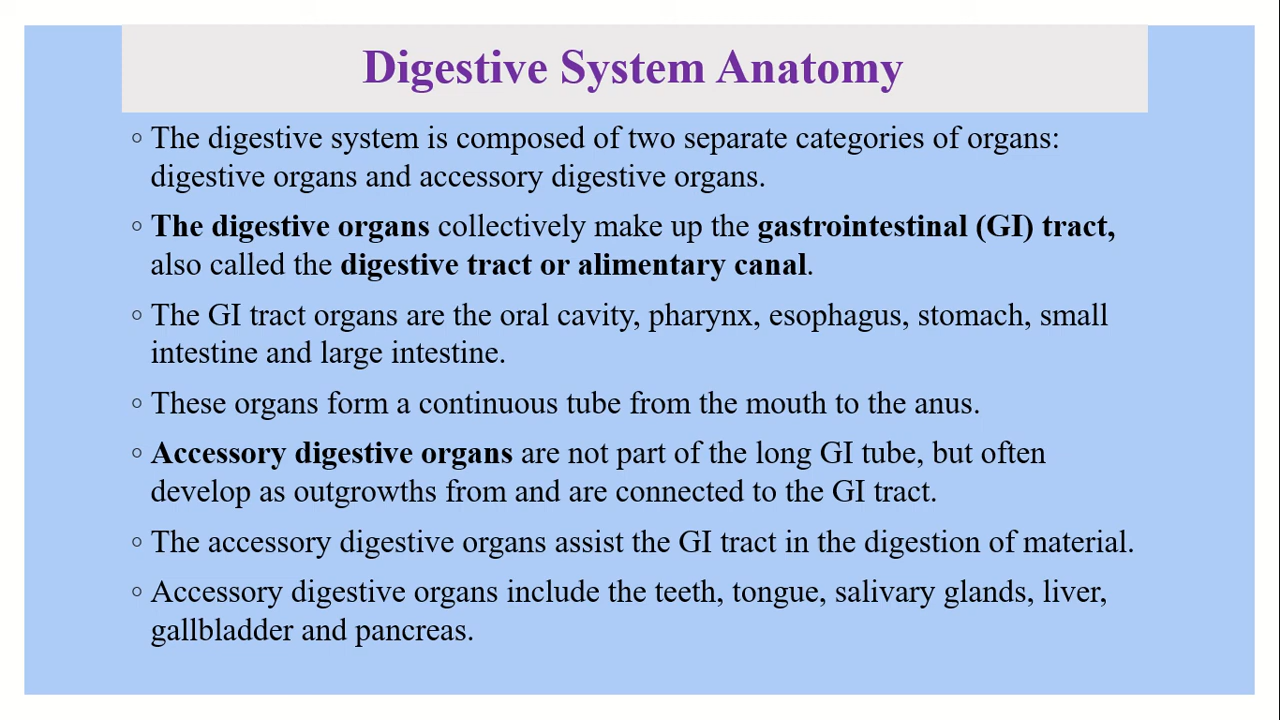 Digestive System Anatomy
◦ The digestive system is composed of two separate categories of organs:
digestive organs and accessory digestive organs.
◦ The digestive organs collectively make up the gastrointestinal (GI) tract,
also called the digestive tract or alimentary canal.
◦ The GI tract organs are the oral cavity, pharynx, esophagus, stomach, small
intestine and large intestine.
◦ These organs form a continuous tube from the mouth to the anus.
◦ Accessory digestive organs are not part of the long GI tube, but often
develop as outgrowths from and are connected to the GI tract.
◦ The accessory digestive organs assist the GI tract in the digestion of material.
◦ Accessory digestive organs include the teeth, tongue, salivary glands, liver,
gallbladder and pancreas.